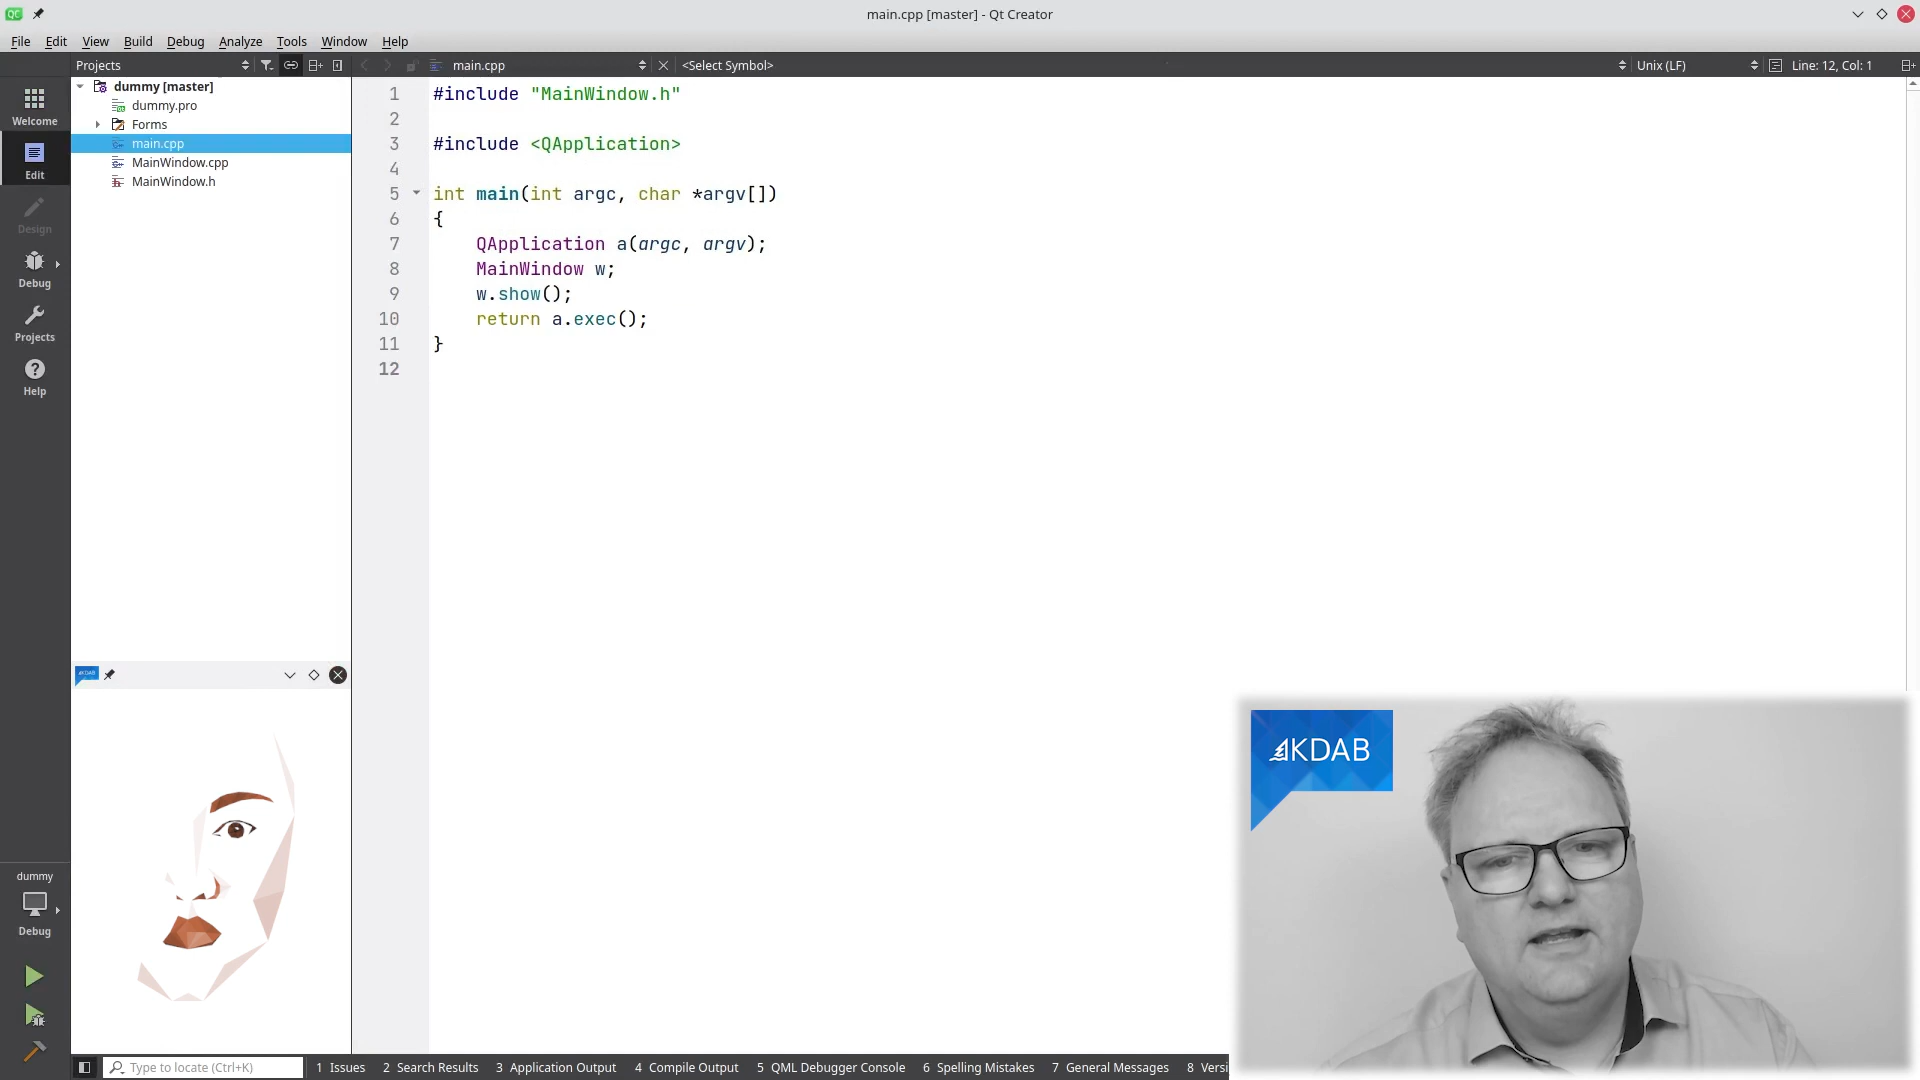 main.cpp [master] - Qt Creator
File Edit View Build Debug Analyze Tools Window Help
Projects
main.cpp
<Select Symbol>
Unix (LF)
Line: 12, Col: 1
Welcome
Edit
Design
Debug
Projects
Help
dummy [master]
dummy.pro
Forms
main.cpp
MainWindow.cpp
MainWindow.h
1 #include "MainWindow.h"
2
3 #include <QApplication>
4
5 int main(int argc, char *argv[])
6 {
7 QApplication a(argc, argv);
8 MainWindow w;
9 w.show();
10 return a.exec();
11 }
12
KDAB
KDAB
dummy
Debug
Type to locate (Ctrl+K)
1 Issues 2 Search Results 3 Application Output 4 Compile Output 5 QML Debugger Console 6 Spelling Mistakes 7 General Messages 8 Versi